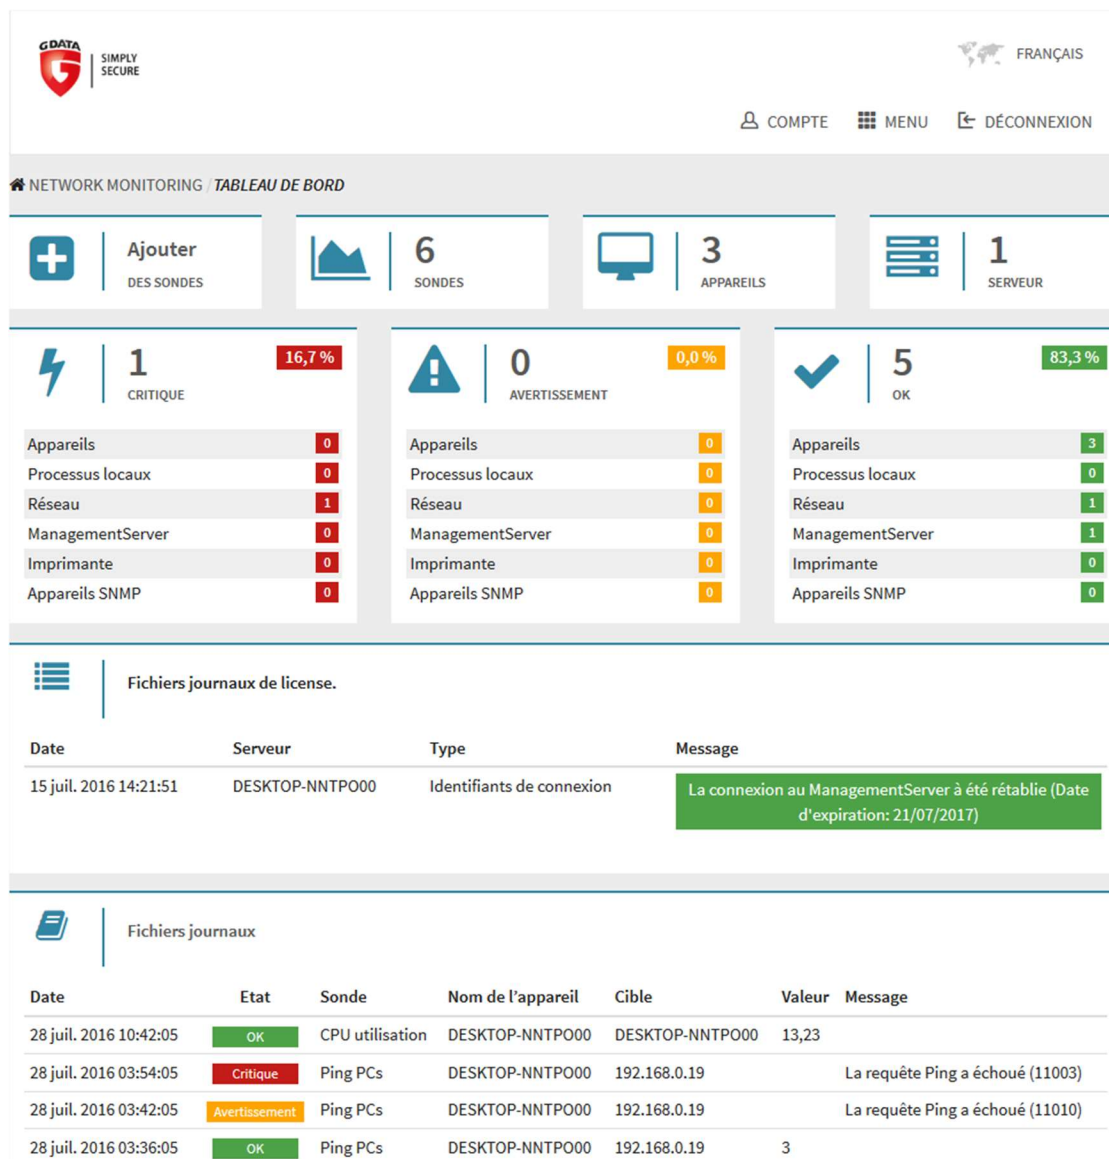 GDATA
SIMPLY
SECURE
FRANÇAIS
COMPTE MENU DÉCONNEXION
NETWORK MONITORING / TABLEAU DE BORD
Ajouter
DES SONDES
6
SONDES
3
APPAREILS
1
SERVEUR
1
CRITIQUE
16,7 %
Appareils 0
Processus locaux 0
Réseau 1
ManagementServer 0
Imprimante 0
Appareils SNMP 0
0
AVERTISSEMENT
0,0 %
Appareils 0
Processus locaux 0
Réseau 0
ManagementServer 0
Imprimante 0
Appareils SNMP 0
5
OK
83,3 %
Appareils 3
Processus locaux 0
Réseau 1
ManagementServer 1
Imprimante 0
Appareils SNMP 0
Fichiers journaux de license.
Date Serveur Type Message
15 juil. 2016 14:21:51 DESKTOP-NNTPO00 Identifiants de connexion La connexion au ManagementServer à été rétablie (Date
d'expiration: 21/07/2017)
Fichiers journaux
Date Etat Sonde Nom de l'appareil Cible Valeur Message
28 juil. 2016 10:42:05 OK CPU utilisation DESKTOP-NNTPO00 DESKTOP-NNTPO00 13,23
28 juil. 2016 03:54:05 Critique Ping PCs DESKTOP-NNTPO00 192.168.0.19 La requête Ping a échoué (11003)
28 juil. 2016 03:42:05 Avertissement Ping PCs DESKTOP-NNTPO00 192.168.0.19 La requête Ping a échoué (11010)
28 juil. 2016 03:36:05 OK Ping PCs DESKTOP-NNTPO00 192.168.0.19 3